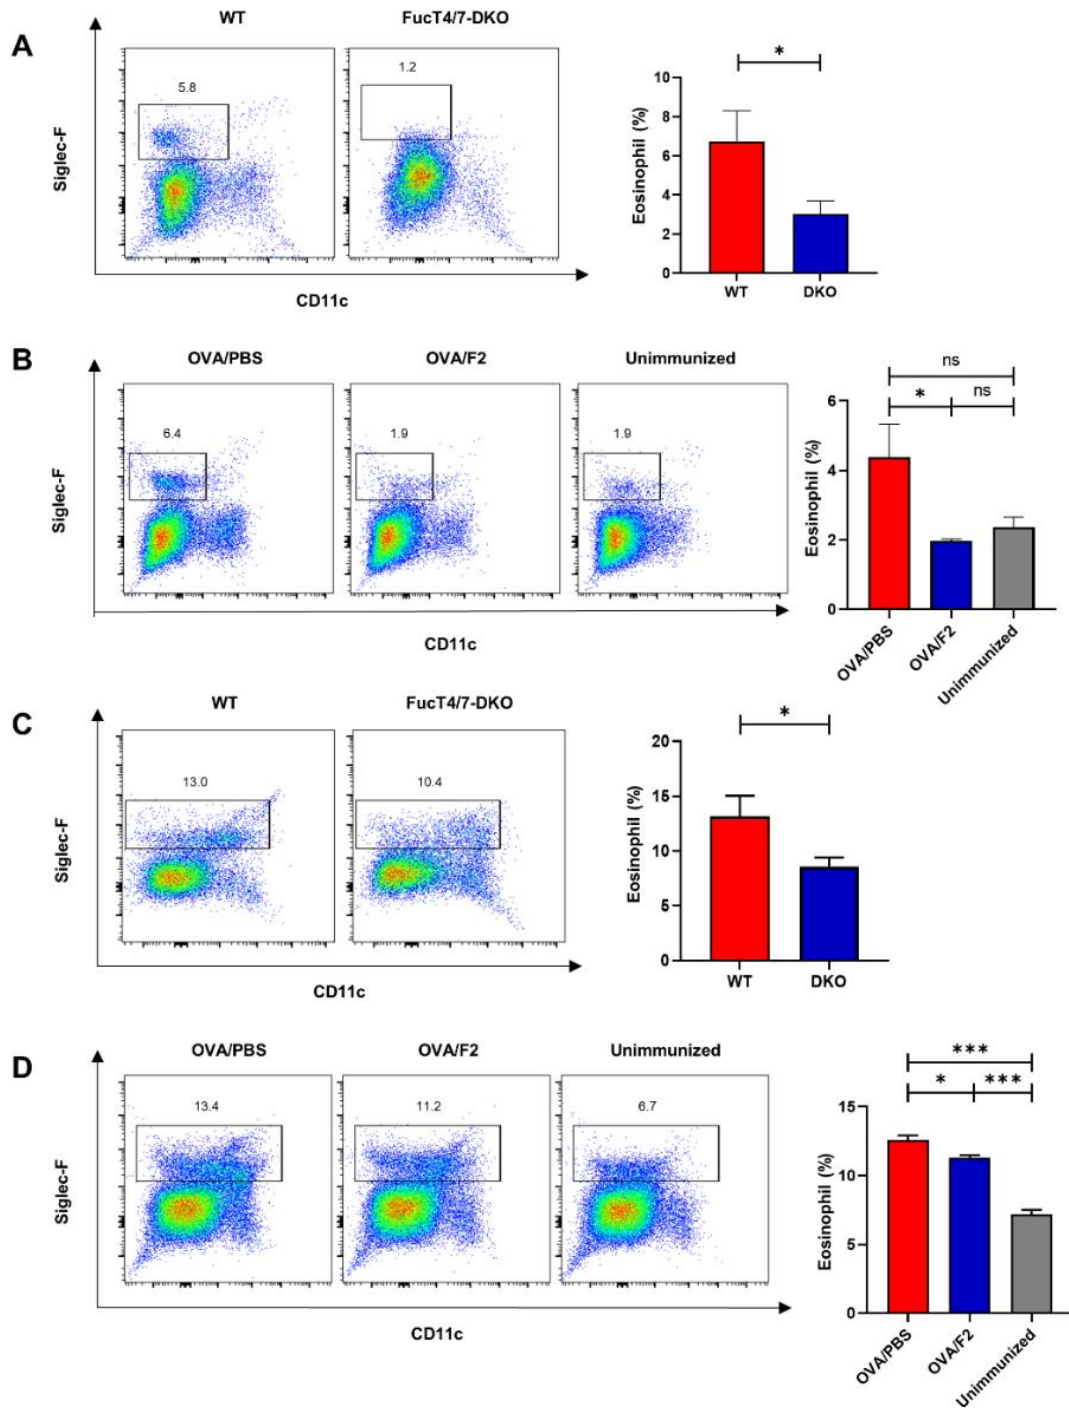 A
WT
FucT4/7-DKO
5.8
1.2
Siglec-F
CD11c
*
10
8
6
4
2
0
Eosinophil (%)
WT
DKO
B
OVA/PBS
OVA/F2
Unimmunized
6.4
1.9
1.9
Siglec-F
CD11c
ns
*
ns
6
4
2
0
Eosinophil (%)
OVA/PBS
OVA/F2
Unimmunized
C
WT
FucT4/7-DKO
13.0
10.4
Siglec-F
CD11c
*
20
15
10
5
0
Eosinophil (%)
WT
DKO
D
OVA/PBS
OVA/F2
Unimmunized
13.4
11.2
6.7
Siglec-F
CD11c
***
*
***
15
10
5
0
Eosinophil (%)
OVA/PBS
OVA/F2
Unimmunized